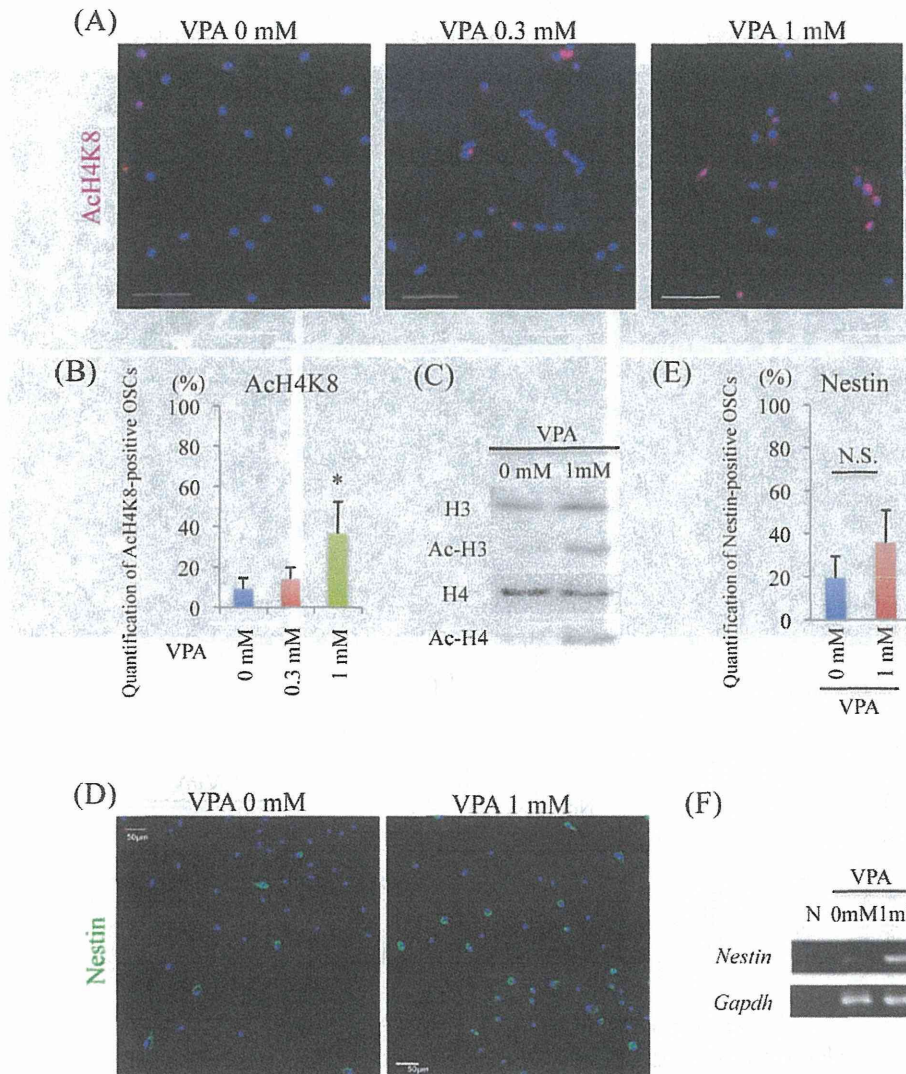 (A)
VPA 0 mM
VPA 0.3 mM
VPA 1 mM
AcH4K8
(B)
Quantification of AcH4K8-positive OSCs
(%)
AcH4K8
100
80
60
40
20
0
*
VPA
0 mM
0.3 mM
1 mM
(C)
VPA
0 mM 1mM
H3
Ac-H3
H4
Ac-H4
(E)
Quantification of Nestin-positive OSCs
(%)
Nestin
100
80
60
40
20
0
N.S.
0 mM
1 mM
VPA
(D)
VPA 0 mM
VPA 1 mM
Nestin
50μm
50μm
(F)
VPA
N 0mM1m
Nestin
Gapdh